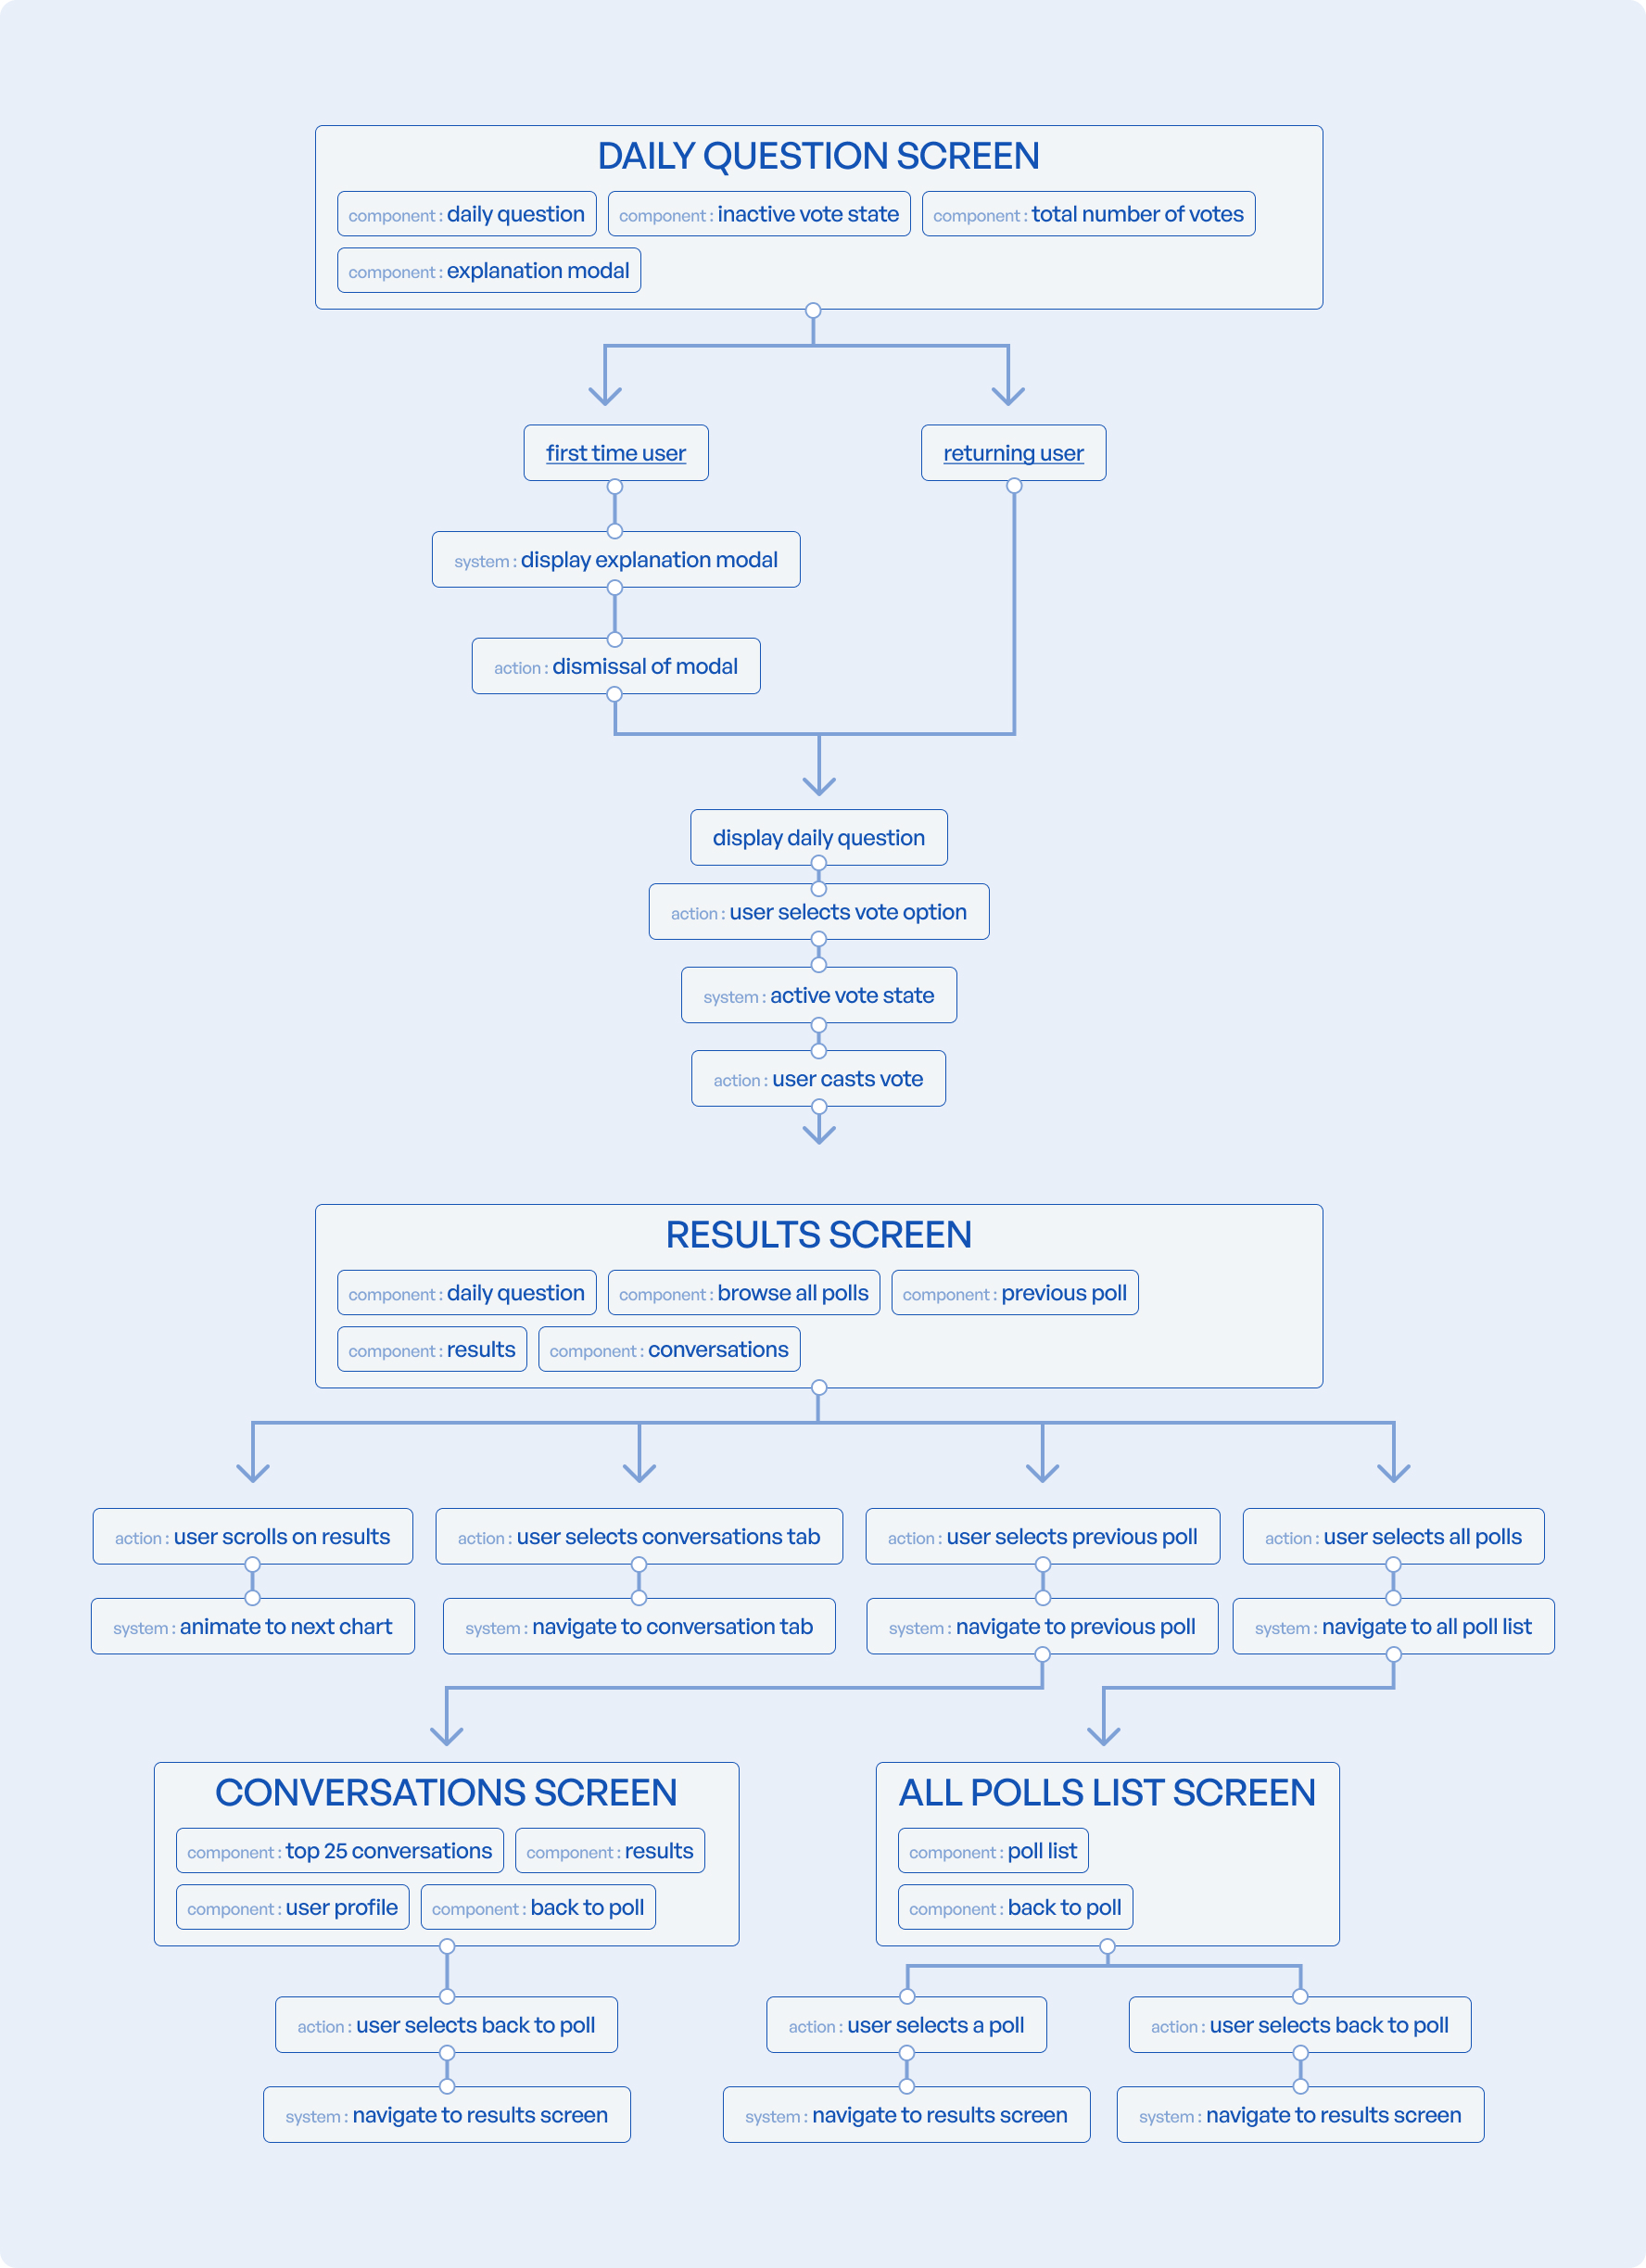 DAILY QUESTION SCREEN
component : daily question
component : inactive vote state
component : total number of votes
component : explanation modal
first time user
returning user
system : display explanation modal
action : dismissal of modal
display daily question
action : user selects vote option
system : active vote state
action : user casts vote
RESULTS SCREEN
component : daily question
component : browse all polls
component : previous poll
component : results
component : conversations
action : user scrolls on results
action : user selects conversations tab
action : user selects previous poll
action : user selects all polls
system : animate to next chart
system : navigate to conversation tab
system : navigate to previous poll
system : navigate to all poll list
CONVERSATIONS SCREEN
component : top 25 conversations
component : results
component : user profile
component : back to poll
ALL POLLS LIST SCREEN
component : poll list
component : back to poll
action : user selects back to poll
action : user selects a poll
action : user selects back to poll
system : navigate to results screen
system : navigate to results screen
system : navigate to results screen